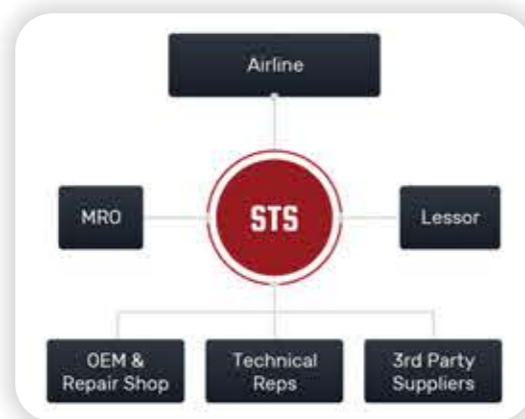 Airline
MRO
STS
Lessor
OEM &
Repair Shop
Technical
Reps
3rd Party
Suppliers